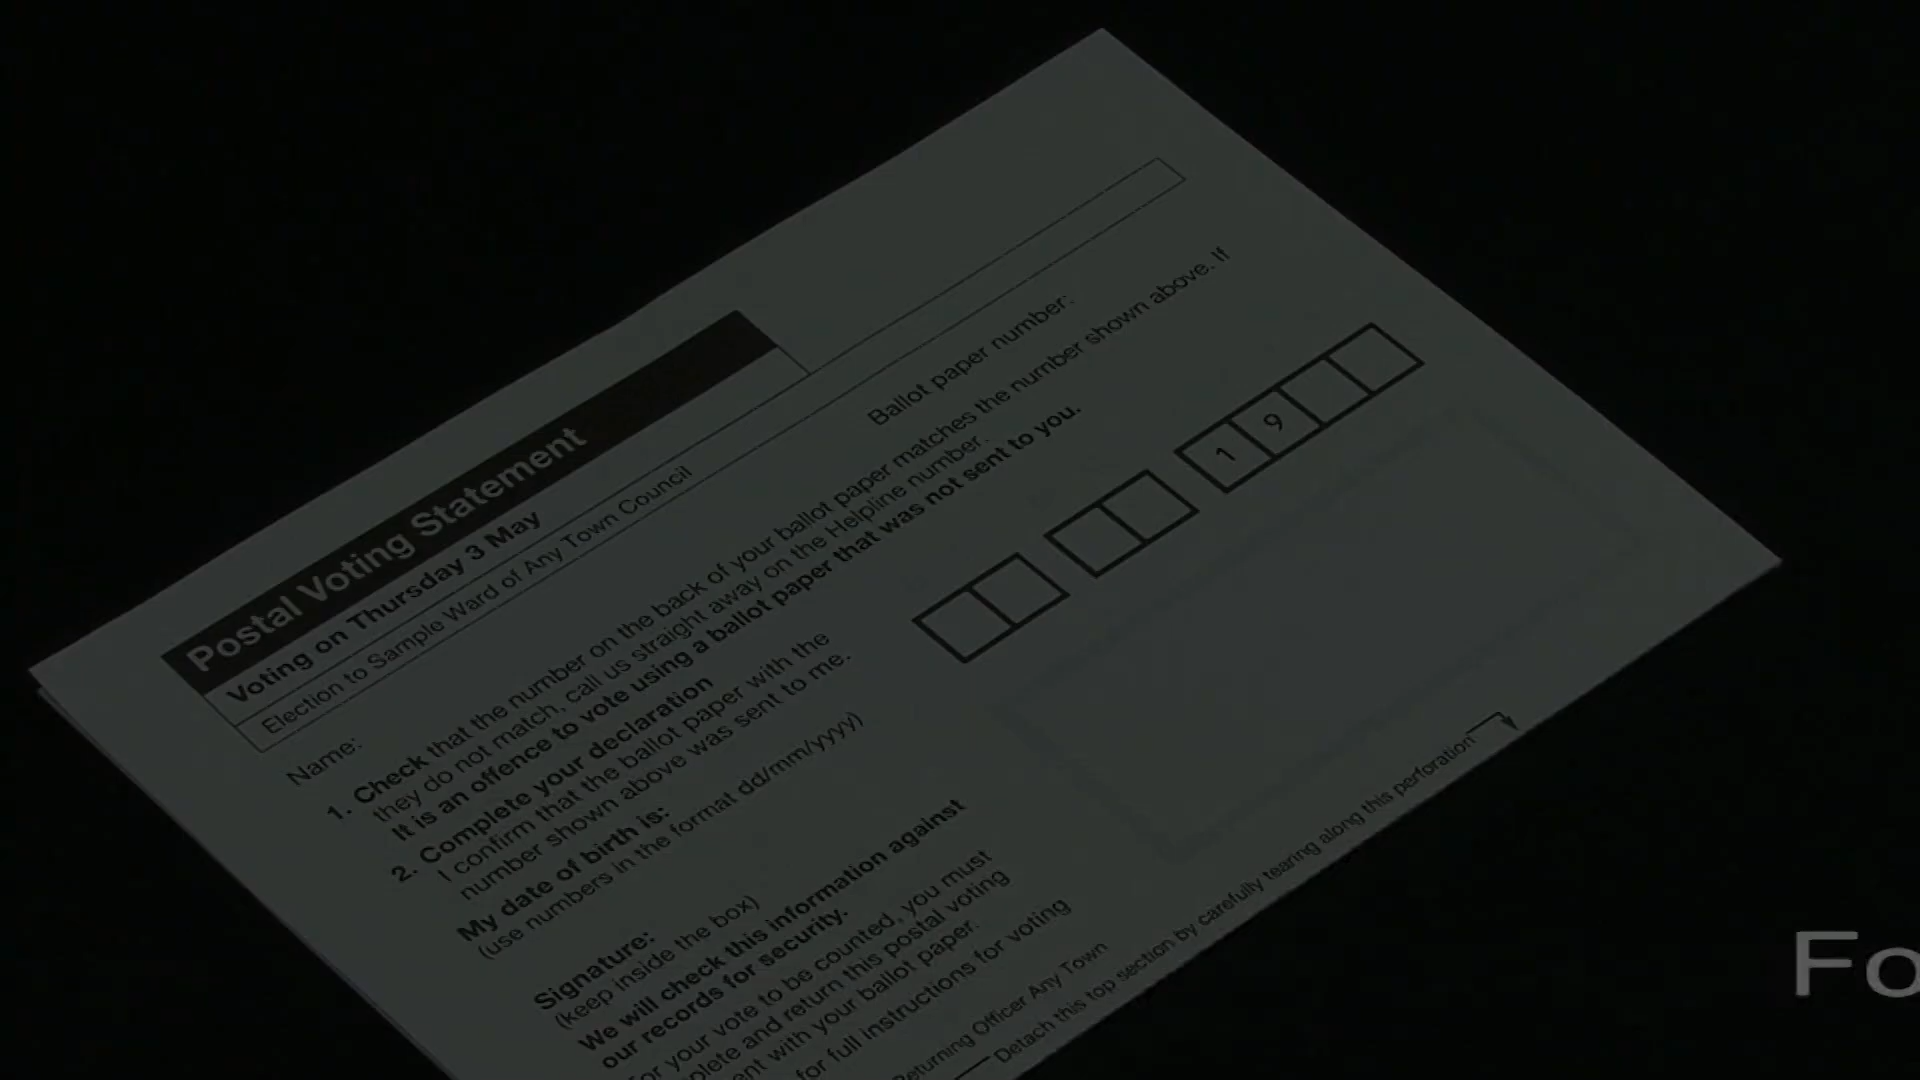 Postal Voting Statement
Voting on Thursday 3 May
Election to Sample Ward of Any Town Council
Name:
Ballot paper number:
1. Check that the number on the back of your ballot paper matches the number shown above. If
they do not match, call us straight away on the Helpline number.
It is an offence to vote using a ballot paper that was not sent to you.
2. Complete your declaration
I confirm that the ballot paper with the
number shown above was sent to me.
My date of birth is:
(use numbers in the format dd/mm/yyyy)
1 9
Signature:
(keep inside the box)
We will check this information against
our records for security.
for your vote to be counted, you must
and return this postal voting
with your ballot paper.
for full instructions for voting
Returning Officer Any Town
Detach this top section by carefully tearing along this perforation
Fo